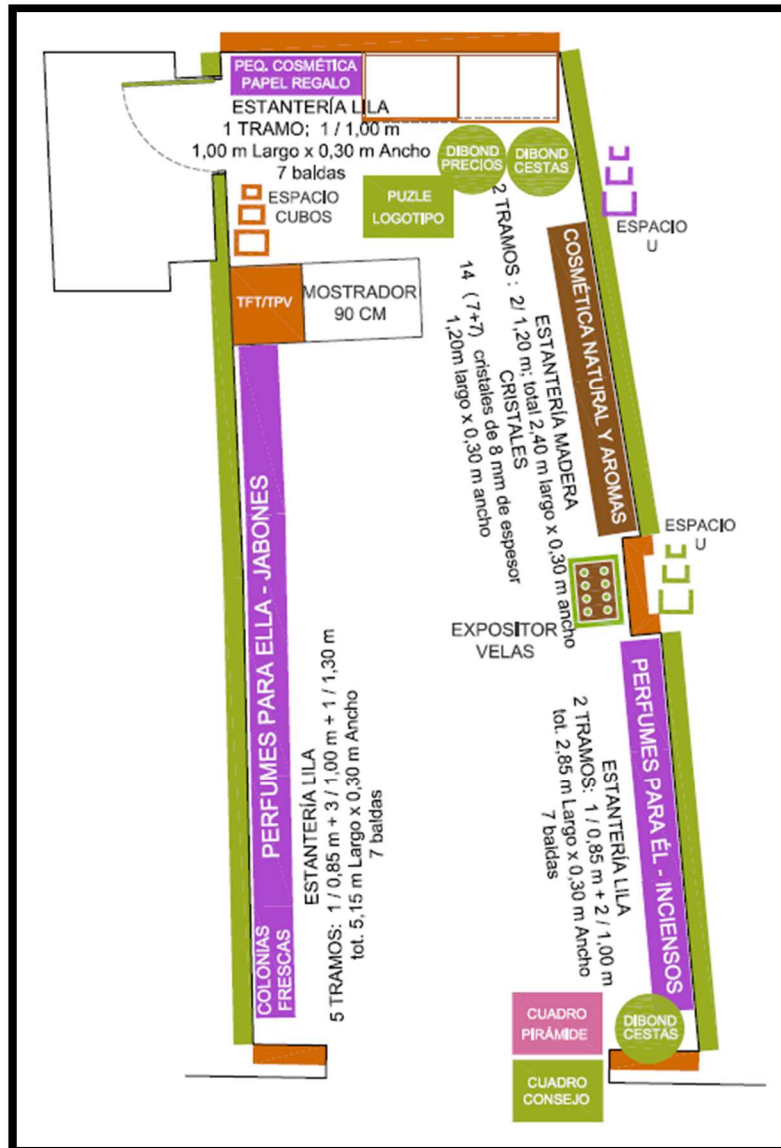 PEQ. COSMÉTICA
PAPEL REGALO
ESTANTERÍA LILA
1 TRAMO; 1 / 1,00 m
1,00 m Largo x 0,30 m Ancho
7 baldas
DIBOND
PRECIOS
DIBOND
CESTAS
ESPACIO
CUBOS
PUZLE
LOGOTIPO
ESPACIO
U
TFT/TPV
MOSTRADOR
90 CM
COSMÉTICA NATURAL Y AROMAS
ESTANTERÍA MADERA
2 TRAMOS : 2/ 1,20 m; total 2,40 m largo x 0,30 m ancho
CRISTALES
14 (7+7) cristales de 8 mm de espesor
1,20m largo x 0,30 m ancho
ESPACIO
U
EXPOSITOR
VELAS
PERFUMES PARA ELLA - JABONES
COLONIAS
FRESCAS
ESTANTERÍA LILA
5 TRAMOS: 1 / 0,85 m + 3 / 1,00 m + 1 / 1,30 m
tot. 5,15 m Largo x 0,30 m Ancho
7 baldas
PERFUMES PARA ÉL - INCIENSOS
ESTANTERÍA LILA
2 TRAMOS: 1 / 0,85 m + 2 / 1,00 m
tot. 2,85 m Largo x 0,30 m Ancho
7 baldas
CUADRO
PIRÁMIDE
DIBOND
CESTAS
CUADRO
CONSEJO